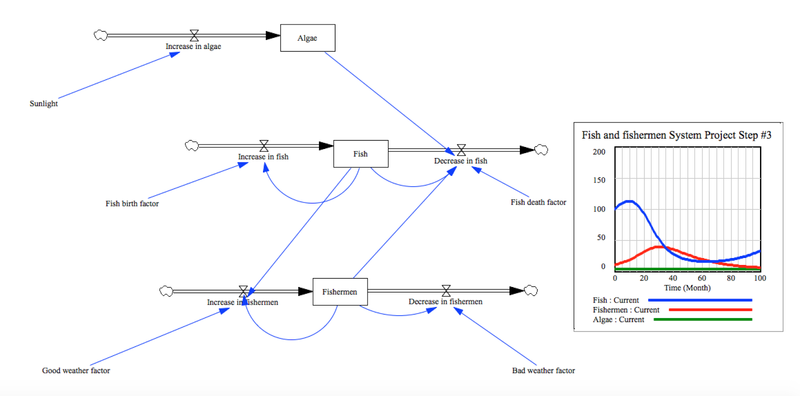 Algae
Increase in algae
Sunlight
Fish
Increase in fish
Decrease in fish
Fish birth factor
Fish death factor
Fishermen
Increase in fishermen
Decrease in fishermen
Good weather factor
Bad weather factor
Fish and fishermen System Project Step #3
200
150
100
50
0
0 20 40 60 80 100
Time (Month)
Fish : Current
Fishermen : Current
Algae : Current